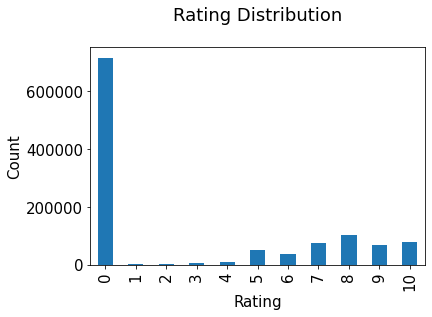 Rating Distribution
600000
400000
200000
0
Count
0 1 2 3 4 5 6 7 8 9 10
Rating